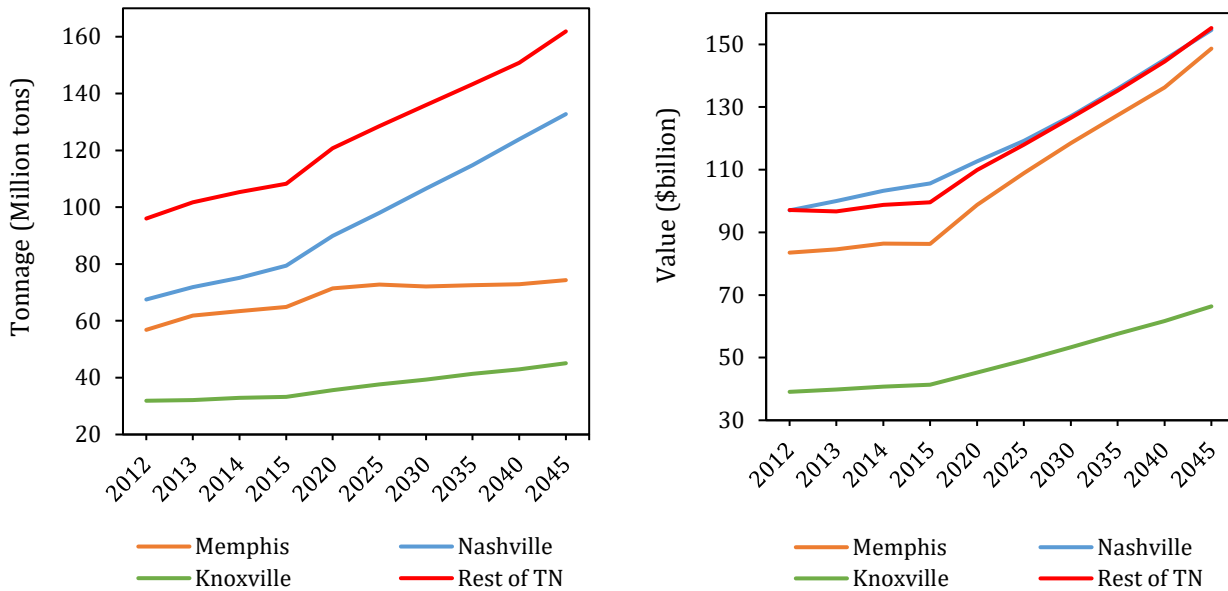 Tonnage (Million tons)
160
140
120
100
80
60
40
20
2012 2013 2014 2015 2020 2025 2030 2035 2040 2045
Memphis Nashville
Knoxville Rest of TN
Value ($billion)
150
130
110
90
70
50
30
2012 2013 2014 2015 2020 2025 2030 2035 2040 2045
Memphis Nashville
Knoxville Rest of TN